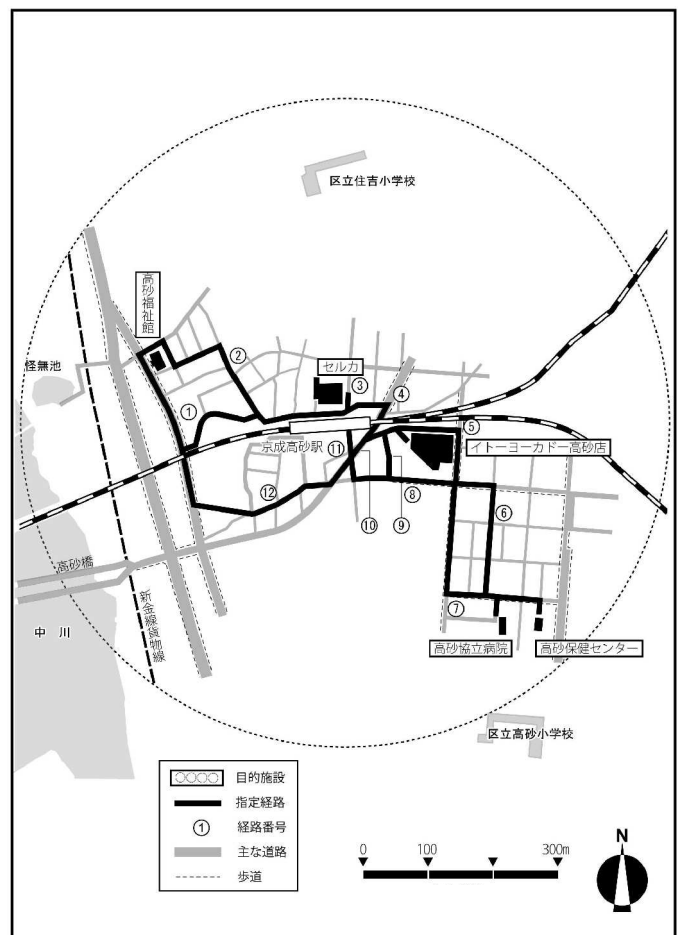 区立住吉小学校
高砂福祉館
怪無池
セルカ
②
③
④
①
⑤
京成高砂駅
⑪
イトーヨーカドー高砂店
⑫
⑧
⑥
⑩
⑨
高砂橋
新金線貨物線
中川
⑦
高砂協立病院
高砂保健センター
区立高砂小学校
○○○○ 目的施設
指定経路
① 経路番号
主な道路
歩道
0 100 300m
N